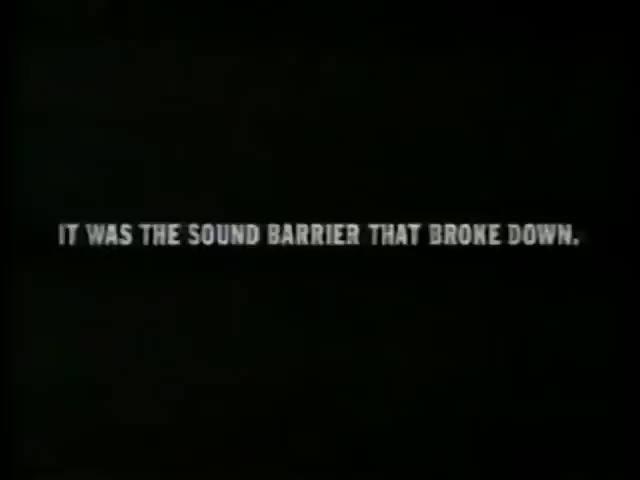 IT WAS THE SOUND BARRIER THAT BROKE DOWN.